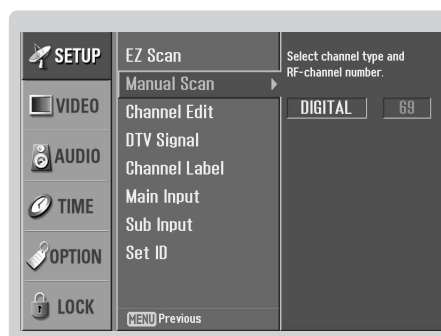 SETUP
VIDEO
AUDIO
TIME
OPTION
LOCK
EZ Scan
Manual Scan
Channel Edit
DTV Signal
Channel Label
Main Input
Sub Input
Set ID
MENU Previous
Select channel type and
RF-channel number.
DIGITAL 69